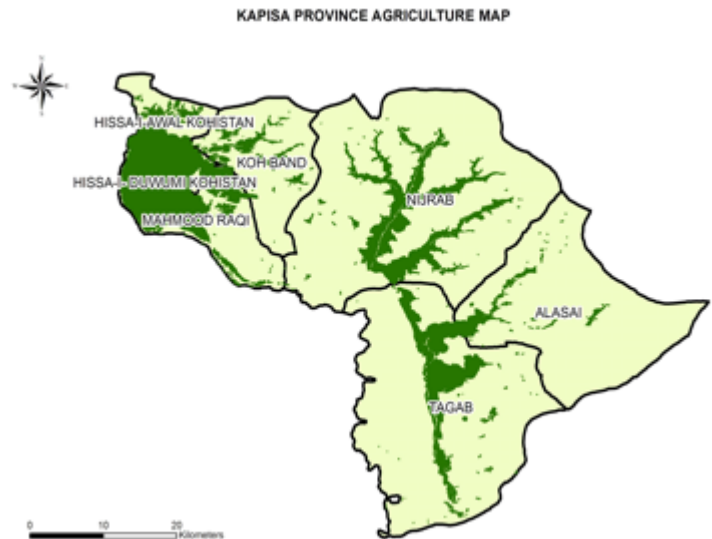 KAPISA PROVINCE AGRICULTURE MAP
HISSA-I-AWAL KOHISTAN
KOH BAND
HISSA-I- DUWUMI KOHISTAN
MAHMOOD RAQI
NIJRAB
ALASAI
TAGAB
0 10 20
Kilometers